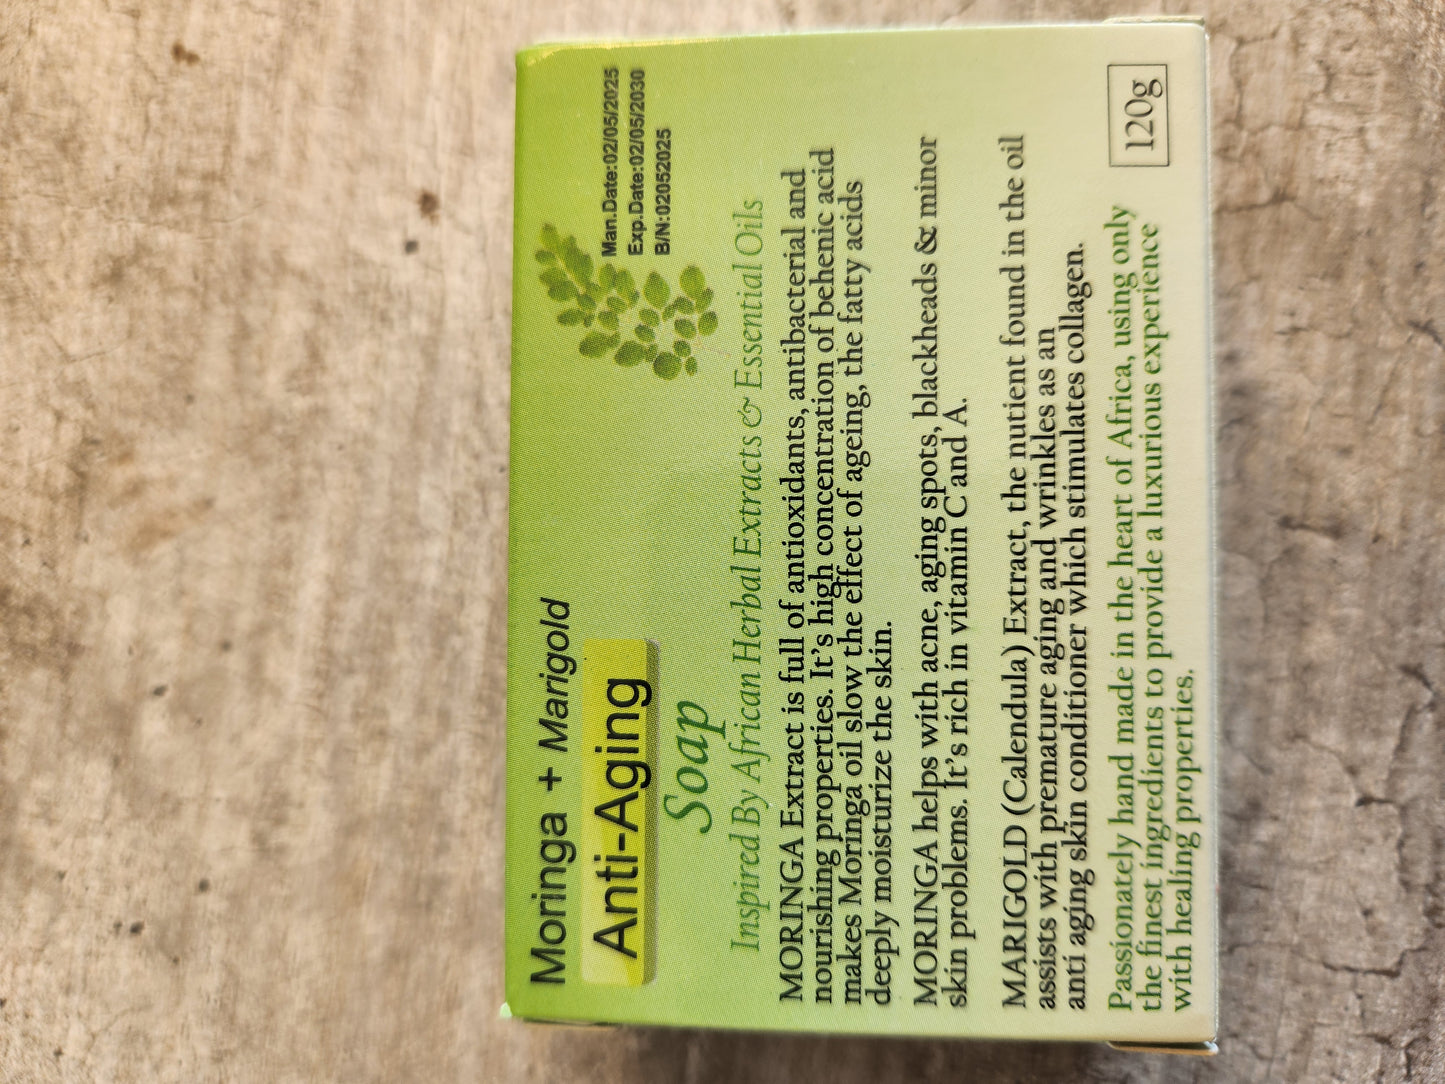 Moringa + Marigold
Anti-Aging
Soap
Man.Date:02/05/2025
Exp.Date:02/05/2030
B/N:02052025
Inspired By African Herbal Extracts & Essential Oils
MORINGA Extract is full of antioxidants, antibacterial and
nourishing properties. It's high concentration of behenic acid
makes Moringa oil slow the effect of ageing, the fatty acids
deeply moisturize the skin.
MORINGA helps with acne, aging spots, blackheads & minor
skin problems. It's rich in vitamin C and A.
MARIGOLD (Calendula) Extract, the nutient found in the oil
assists with premature aging and wrinkles as an
anti aging skin conditioner which stimulates collagen.
Passionately hand made in the heart of Africa, using only
the finest ingredients to provide a luxurious experience
with healing properties.
120g